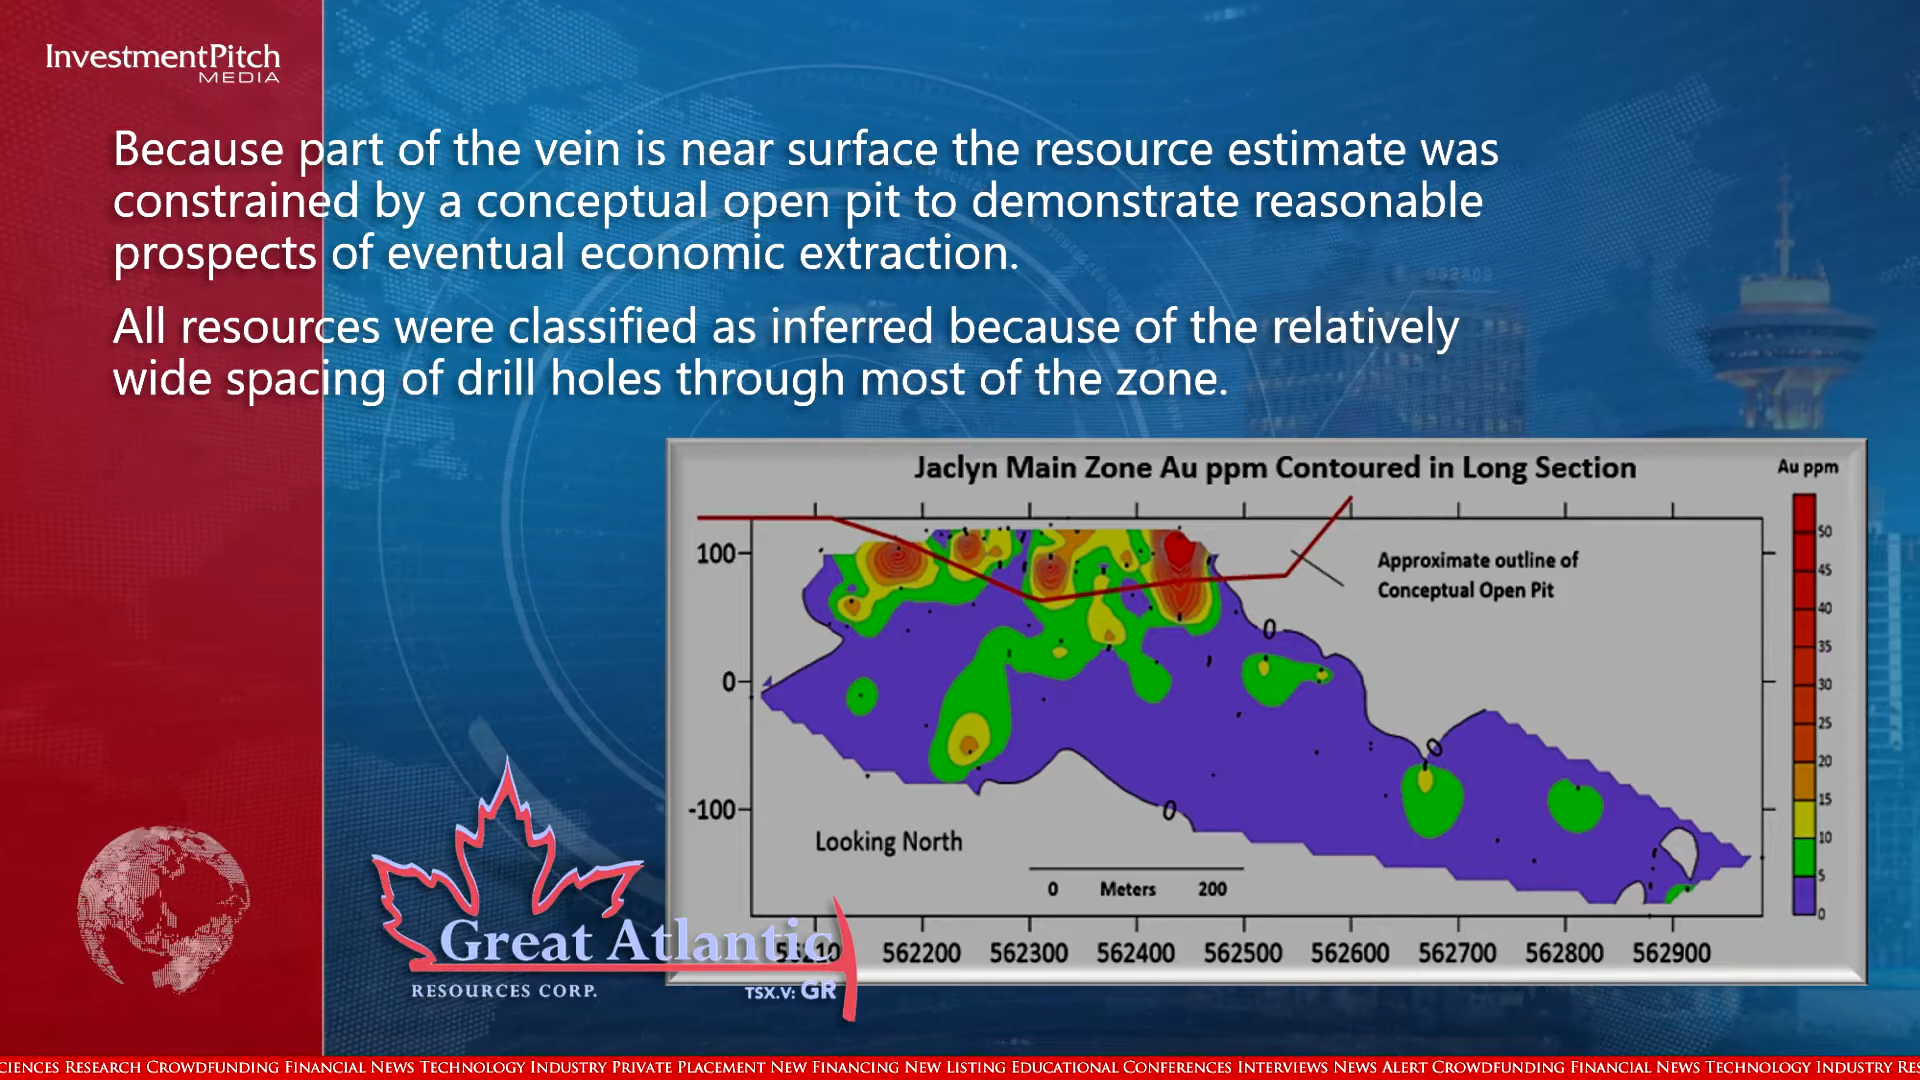 InvestmentPitch
MEDIA
Because part of the vein is near surface the resource estimate was
constrained by a conceptual open pit to demonstrate reasonable
prospects of eventual economic extraction.
All resources were classified as inferred because of the relatively
wide spacing of drill holes through most of the zone.
Jaclyn Main Zone Au ppm Contoured in Long Section
Au ppm
50
45
40
35
30
25
20
15
10
5
0
100
0
-100
Approximate outline of
Conceptual Open Pit
0
0
0
Looking North
0 Meters 200
562200 562300 562400 562500 562600 562700 562800 562900
Great Atlantic
RESOURCES CORP.
TSX.V: GR
CIENCES RESEARCH CROWDFUNDING FINANCIAL NEWS TECHNOLOGY INDUSTRY PRIVATE PLACEMENT NEW FINANCING NEW LISTING EDUCATIONAL CONFERENCES INTERVIEWS NEWS ALERT CROWDFUNDING FINANCIAL NEWS TECHNOLOGY INDUSTRY RES